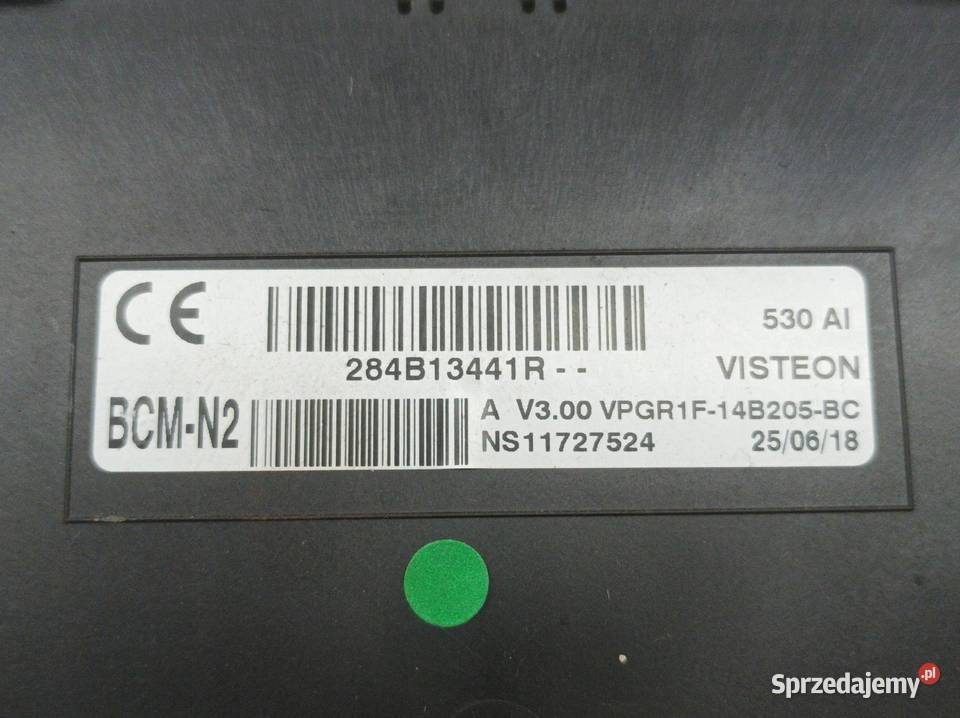 CE
284B13441R--
530 AI
VISTEON
BCM-N2
A V3.00 VPGR1F-14B205-BC
NS11727524 25/06/18
Sprzedajemy.pl